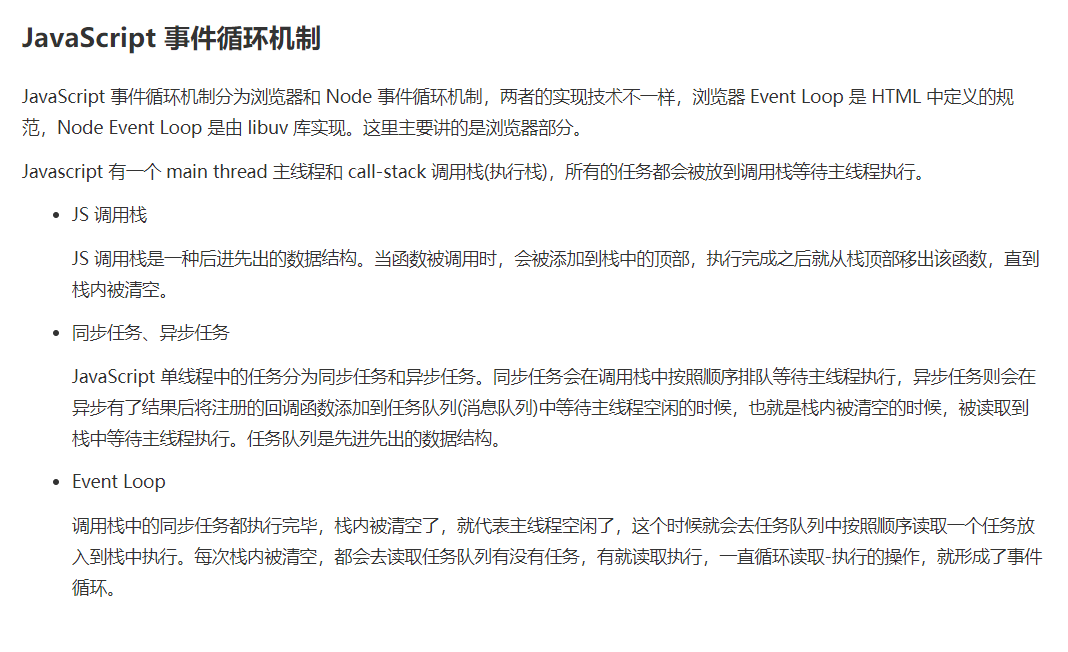 JavaScript 事件循环机制
JavaScript 事件循环机制分为浏览器和 Node 事件循环机制，两者的实现技术不一样，浏览器 Event Loop 是 HTML 中定义的规
范，Node Event Loop 是由 libuv 库实现。这里主要讲的是浏览器部分。
Javascript 有一个 main thread 主线程和 call-stack 调用栈(执行栈)，所有的任务都会被放到调用栈等待主线程执行。
• JS 调用栈
JS 调用栈是一种后进先出的数据结构。当函数被调用时，会被添加到栈中的顶部，执行完成之后就从栈顶部移出该函数，直到
栈内被清空。
• 同步任务、异步任务
JavaScript 单线程中的任务分为同步任务和异步任务。同步任务会在调用栈中按照顺序排队等待主线程执行，异步任务则会在
异步有了结果后将注册的回调函数添加到任务队列(消息队列)中等待主线程空闲的时候，也就是栈内被清空的时候，被读取到
栈中等待主线程执行。任务队列是先进先出的数据结构。
• Event Loop
调用栈中的同步任务都执行完毕，栈内被清空了，就代表主线程空闲了，这个时候就会去任务队列中按照顺序读取一个任务放
入到栈中执行。每次栈内被清空，都会去读取任务队列有没有任务，有就读取执行，一直循环读取-执行的操作，就形成了事件
循环。